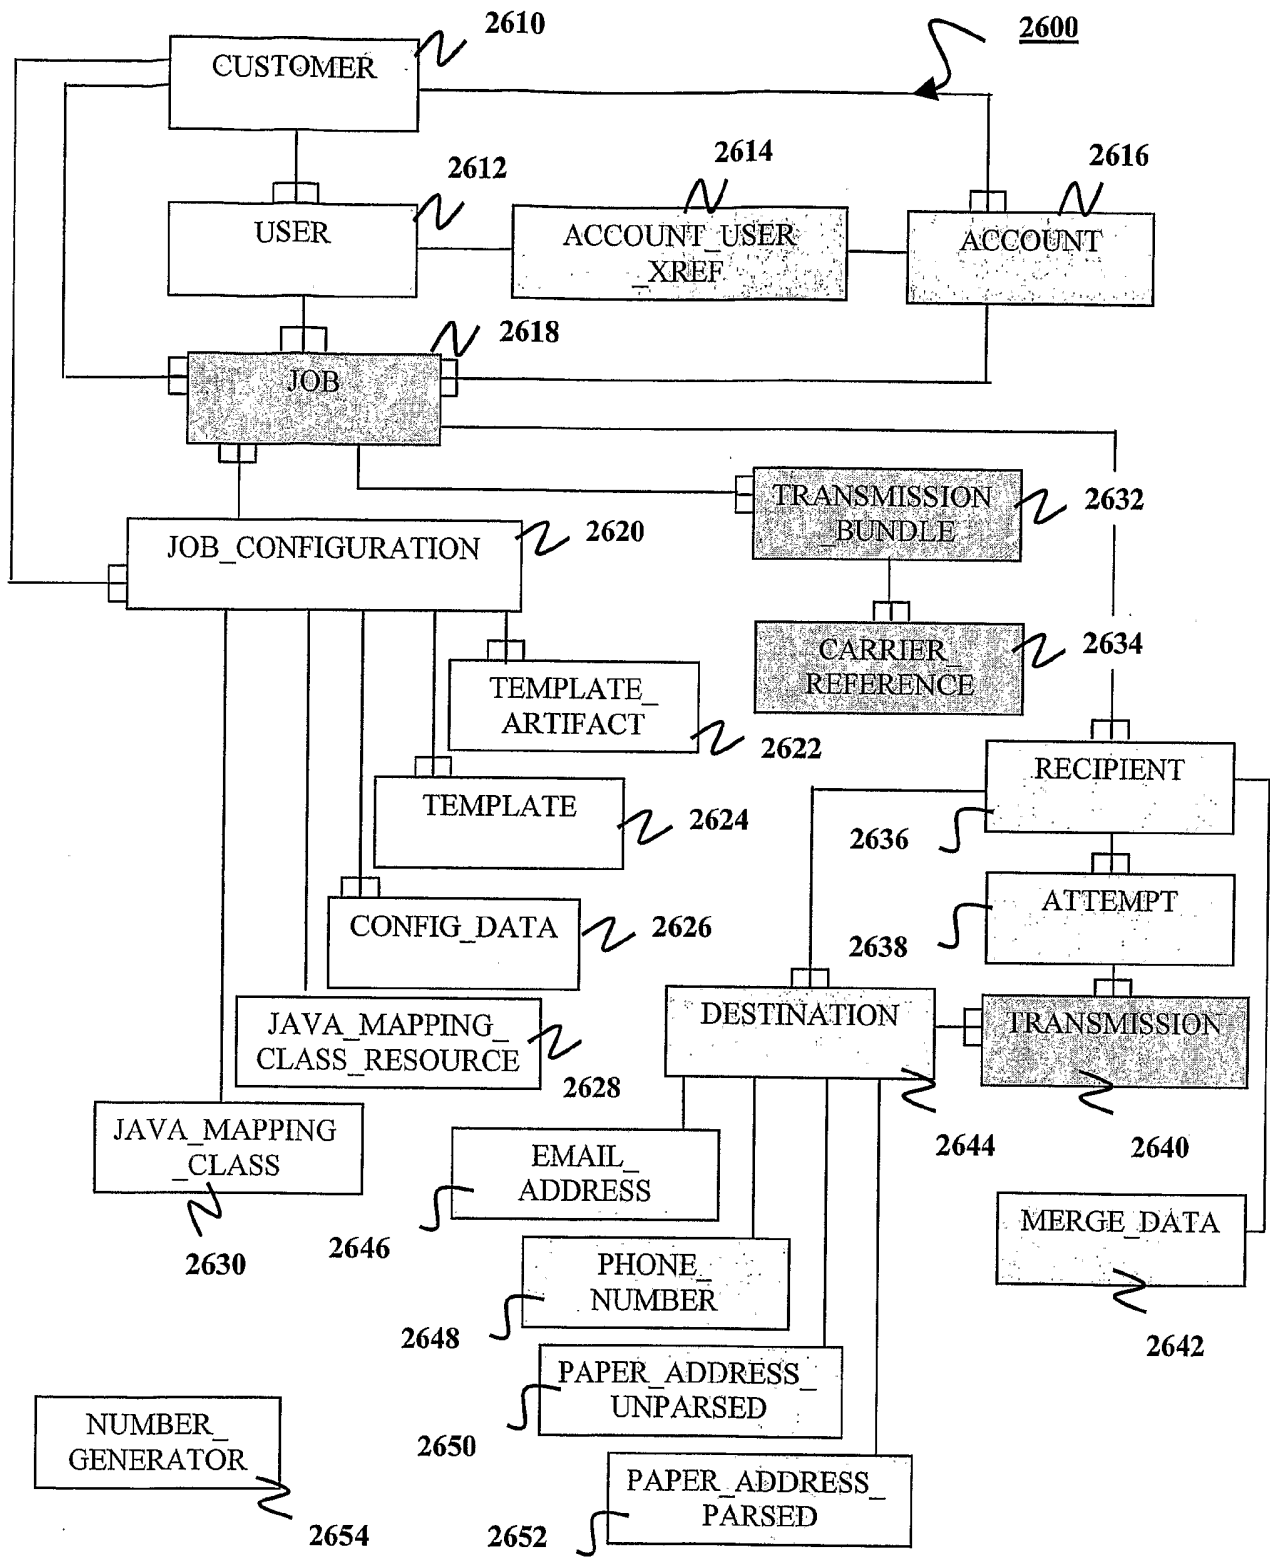 2610
2600
CUSTOMER
2612
2614
2616
USER
ACCOUNT_USER
_XREF
ACCOUNT
2618
JOB
2632
TRANSMISSION
_BUNDLE
2620
JOB_CONFIGURATION
2634
CARRIER_
REFERENCE
TEMPLATE_
ARTIFACT
2622
RECIPIENT
2636
TEMPLATE
2624
ATTEMPT
2638
CONFIG_DATA
2626
DESTINATION
TRANSMISSION
JAVA_MAPPING_
CLASS_RESOURCE
2628
2644
2640
JAVA_MAPPING
_CLASS
2630
EMAIL_
ADDRESS
2646
MERGE_DATA
2642
PHONE_
NUMBER
2648
PAPER_ADDRESS_
UNPARSED
2650
NUMBER_
GENERATOR
2654
PAPER_ADDRESS_
PARSED
2652